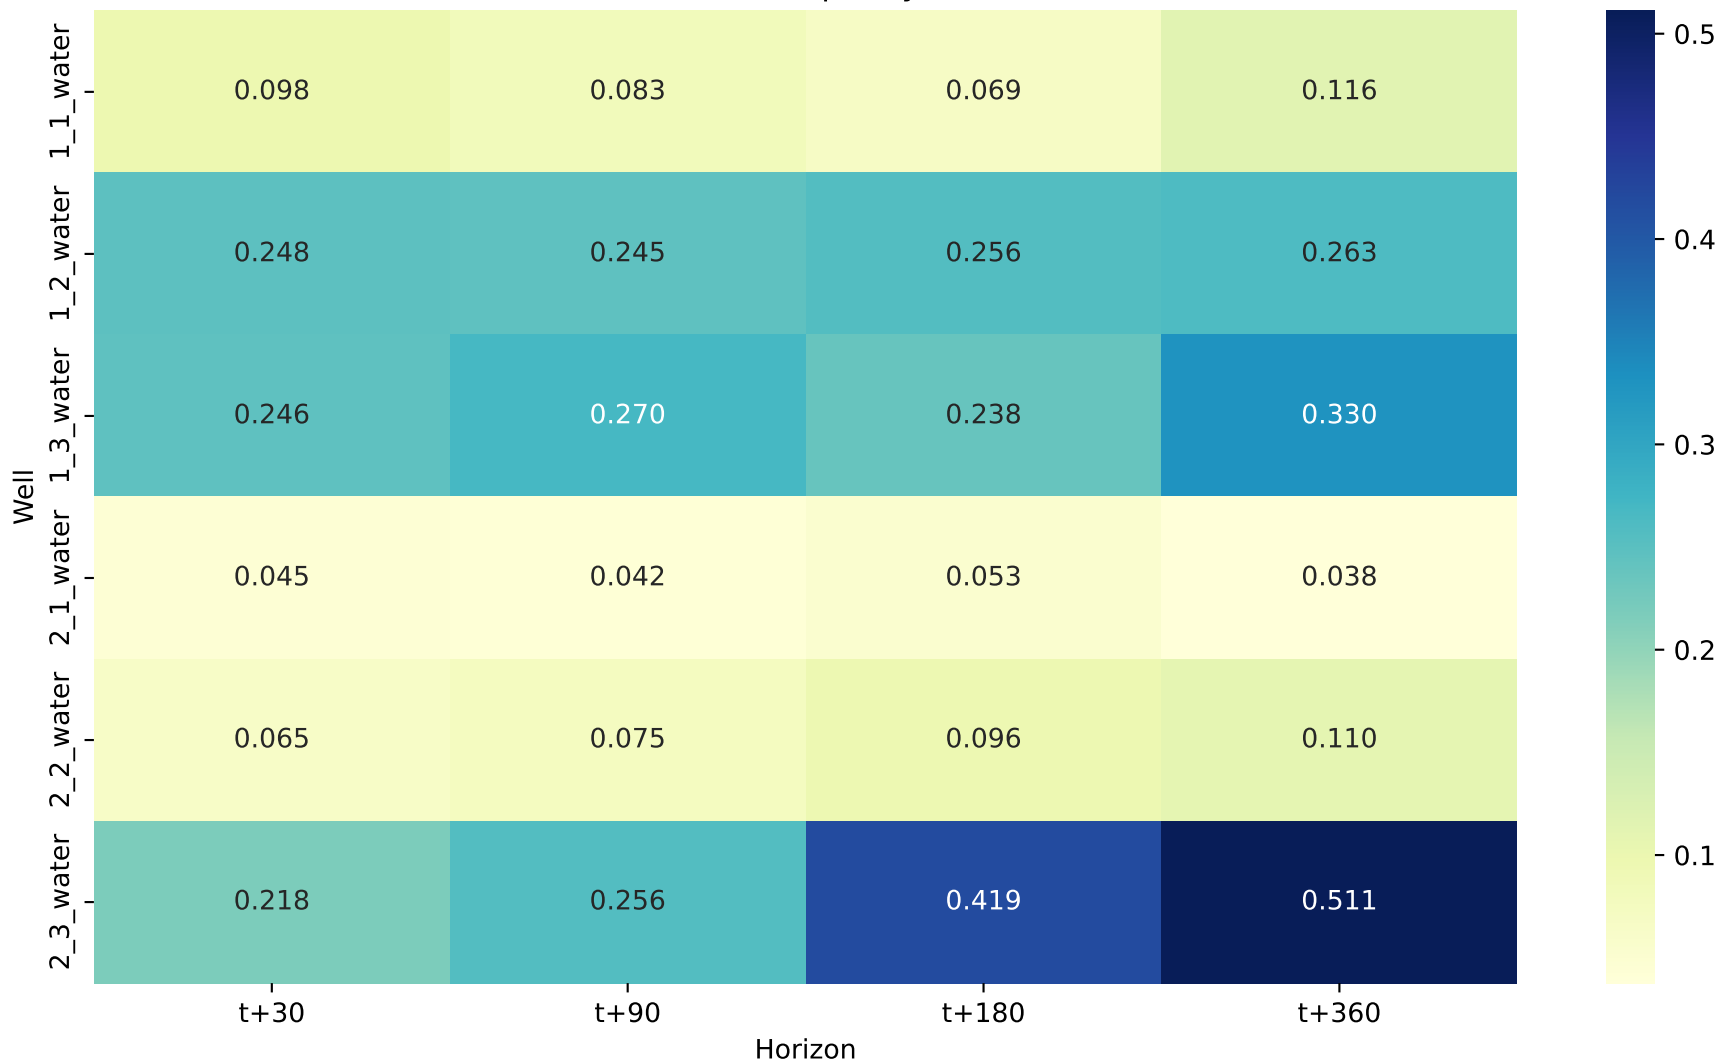 0.5
1_1_water
0.098 0.083 0.069 0.116
0.4
1_2_water
0.248 0.245 0.256 0.263
1_3_water
0.246 0.270 0.238 0.330
0.3
Well
2_1_water
0.045 0.042 0.053 0.038
0.2
2_2_water
0.065 0.075 0.096 0.110
0.1
2_3_water
0.218 0.256 0.419 0.511
t+30 t+90 t+180 t+360
Horizon